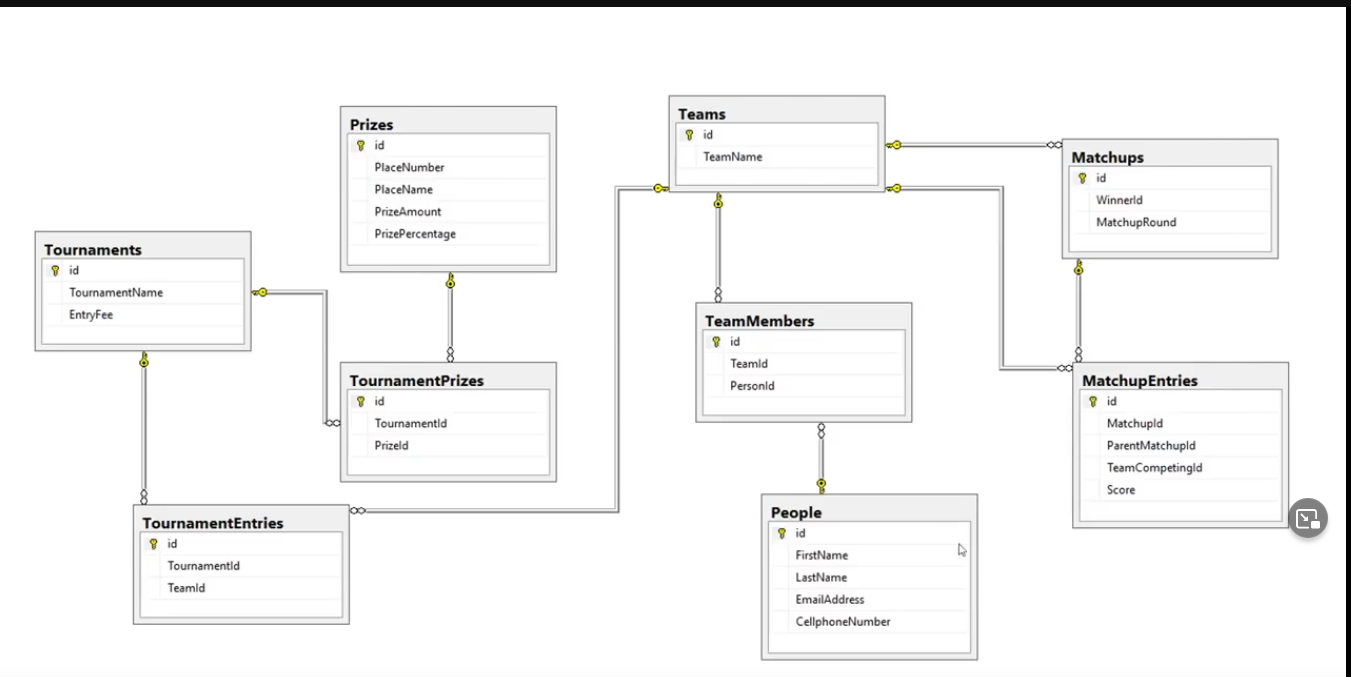 Prizes
id
PlaceNumber
PlaceName
PrizeAmount
PrizePercentage
Teams
id
TeamName
Matchups
id
WinnerId
MatchupRound
Tournaments
id
TournamentName
EntryFee
TeamMembers
id
TeamId
PersonId
TournamentPrizes
id
TournamentId
PrizeId
MatchupEntries
id
MatchupId
ParentMatchupId
TeamCompetingId
Score
TournamentEntries
id
TournamentId
TeamId
People
id
FirstName
LastName
EmailAddress
CellphoneNumber